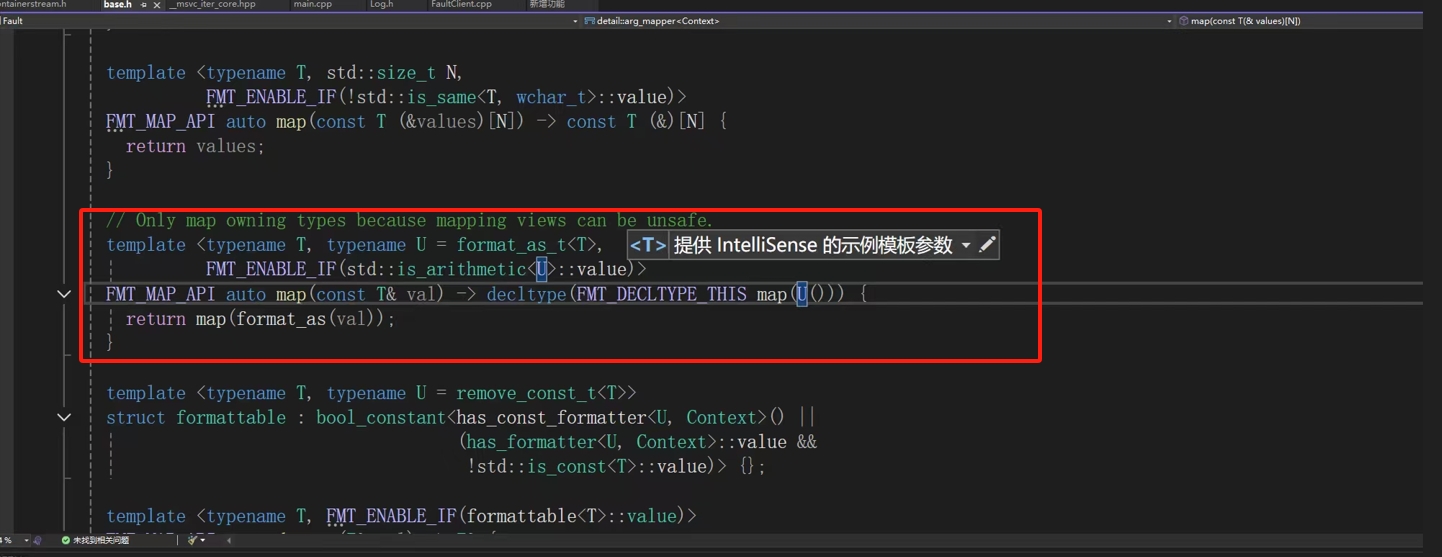 ontainerstream.h base.h __msvc_iter_core.hpp main.cpp Log.h FaultClient.cpp 新增功能
Fault detail::arg_mapper<Context> map(const T(& values)[N])
template <typename T, std::size_t N,
FMT_ENABLE_IF(!std::is_same<T, wchar_t>::value)>
FMT_MAP_API auto map(const T (&values)[N]) -> const T (&)[N] {
return values;
}
// Only map owning types because mapping views can be unsafe.
template <typename T, typename U = format_as_t<T>,
<T> 提供 IntelliSense 的示例模板参数
FMT_ENABLE_IF(std::is_arithmetic<U>::value)>
FMT_MAP_API auto map(const T& val) -> decltype(FMT_DECLTYPE_THIS map(U())) {
return map(format_as(val));
}
template <typename T, typename U = remove_const_t<T>>
struct formattable : bool_constant<has_const_formatter<U, Context>() ||
(has_formatter<U, Context>::value &&
!std::is_const<T>::value)> {};
template <typename T, FMT_ENABLE_IF(formattable<T>::value)>
% 未找到相关问题